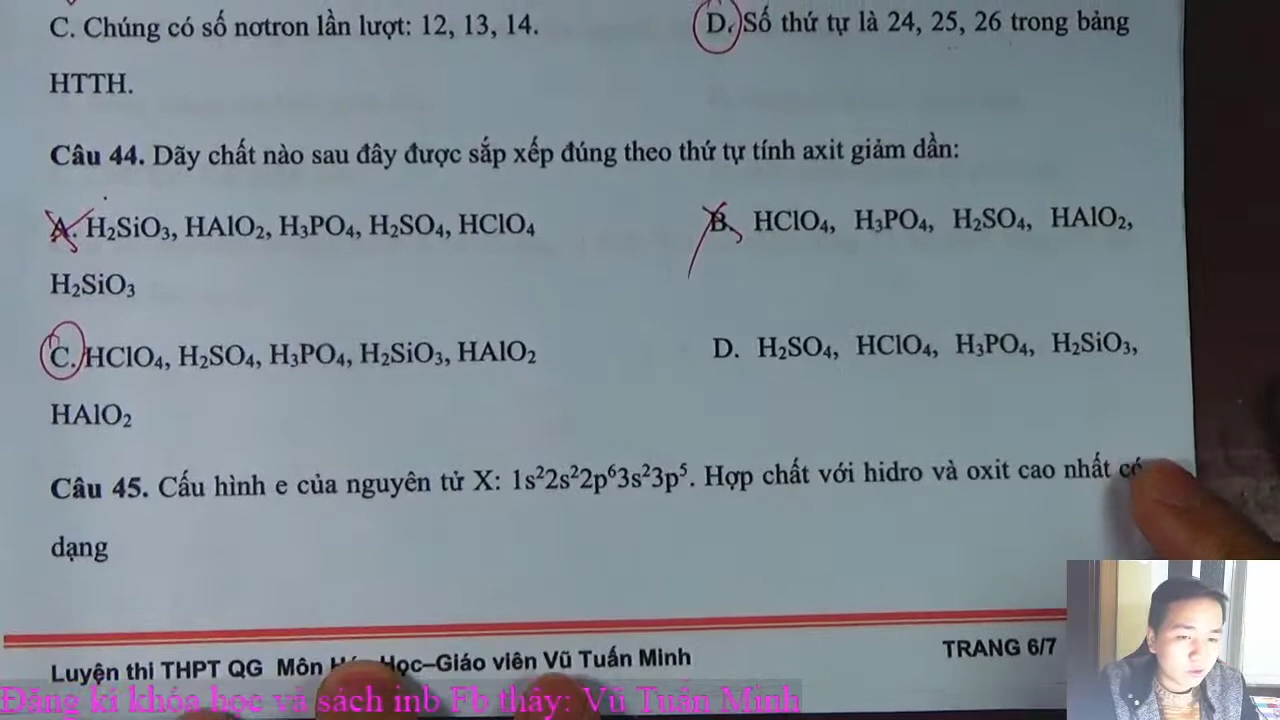 C. Chúng có số nơtron lần lượt: 12, 13, 14.
D. Số thứ tự là 24, 25, 26 trong bảng
HTTH.
Câu 44. Dãy chất nào sau đây được sắp xếp đúng theo thứ tự tính axit giảm dần:
A. H₂SiO₃, HAlO₂, H₃PO₄, H₂SO₄, HClO₄
B. HClO₄, H₃PO₄, H₂SO₄, HAlO₂,
H₂SiO₃
C. HClO₄, H₂SO₄, H₃PO₄, H₂SiO₃, HAlO₂
D. H₂SO₄, HClO₄, H₃PO₄, H₂SiO₃,
HAlO₂
Câu 45. Cấu hình e của nguyên tử X: 1s²2s²2p⁶3s²3p⁵. Hợp chất với hidro và oxit cao nhất có
dạng
Luyện thi THPT QG Môn Học–Giáo viên Vũ Tuấn Minh
TRANG 6/7
Đăng kí khóa học và sách inb Fb thầy: Vũ Tuấn Minh